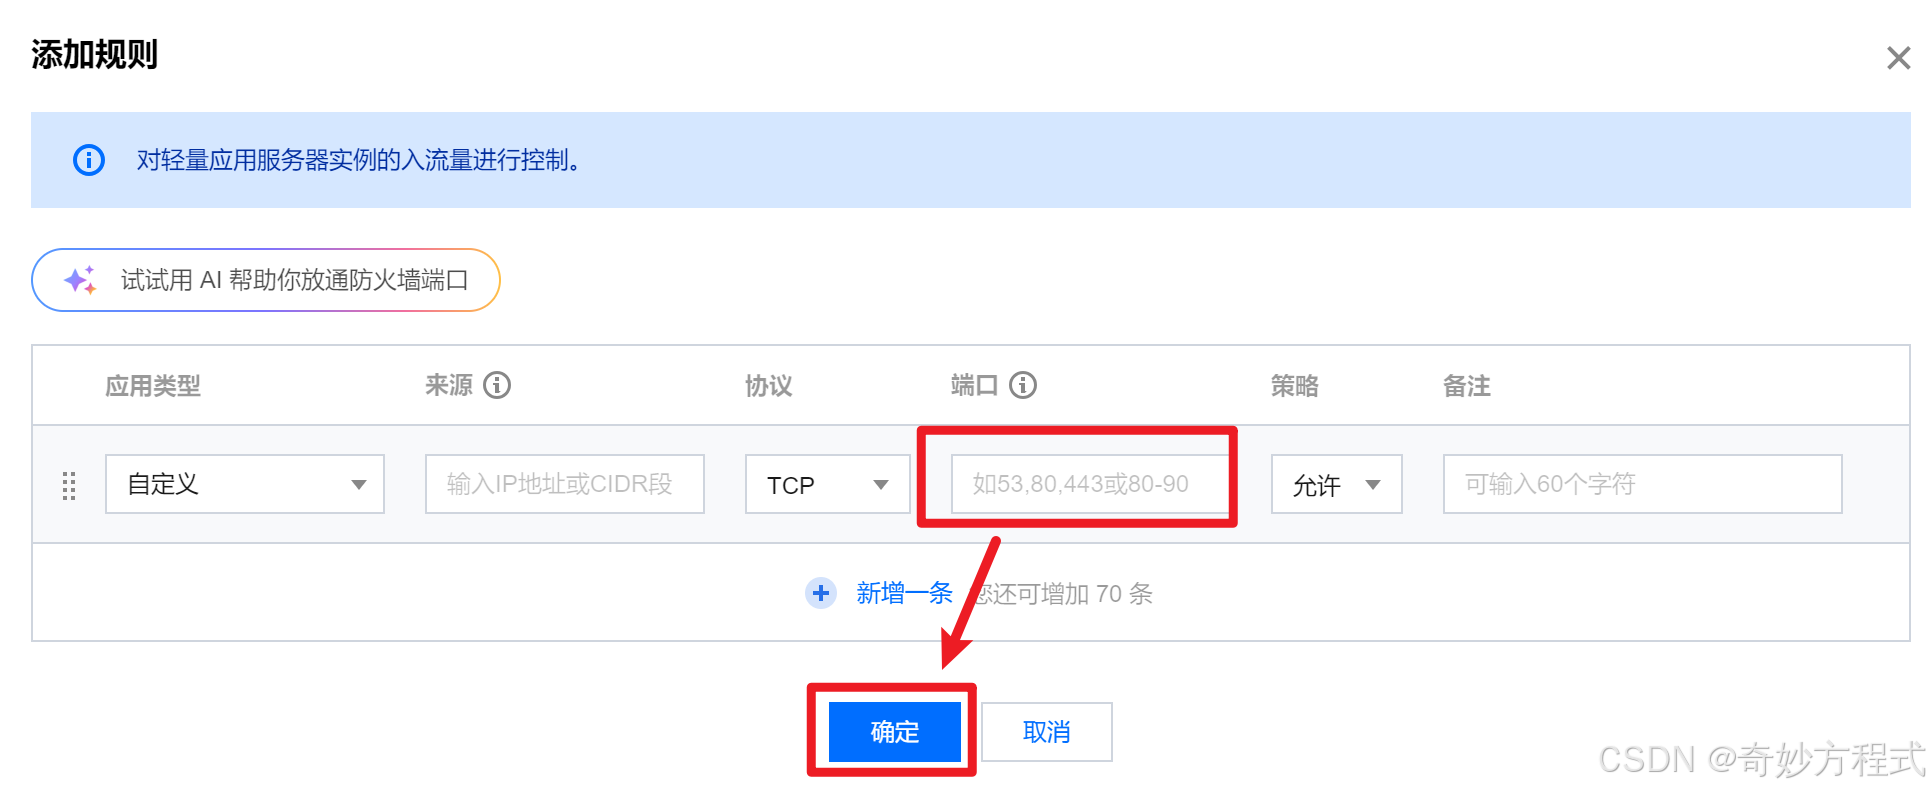 添加规则
对轻量应用服务器实例的入流量进行控制。
试试用 AI 帮助你放通防火墙端口
应用类型 来源 协议 端口 策略 备注
自定义 输入IP地址或CIDR段 TCP 如53,80,443或80-90 允许 可输入60个字符
新增一条 您还可增加 70 条
确定 取消
CSDN @奇妙方程式